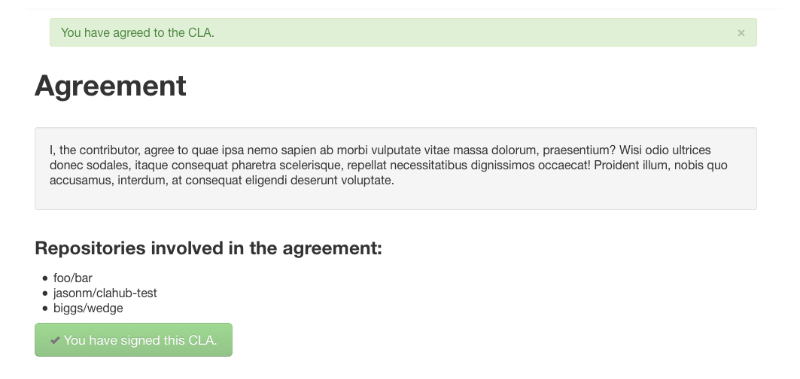 You have agreed to the CLA. ×
Agreement
I, the contributor, agree to quae ipsa nemo sapien ab morbi vulputate vitae massa dolorum, praesentium? Wisi odio ultrices
donec sodales, itaque consequat pharetra scelerisque, repellat necessitatibus dignissimos occaecat! Proident illum, nobis quo
accusamus, interdum, at consequat eligendi deserunt voluptate.
Repositories involved in the agreement:
• foo/bar
• jasonm/clahub-test
• biggs/wedge
✔ You have signed this CLA.